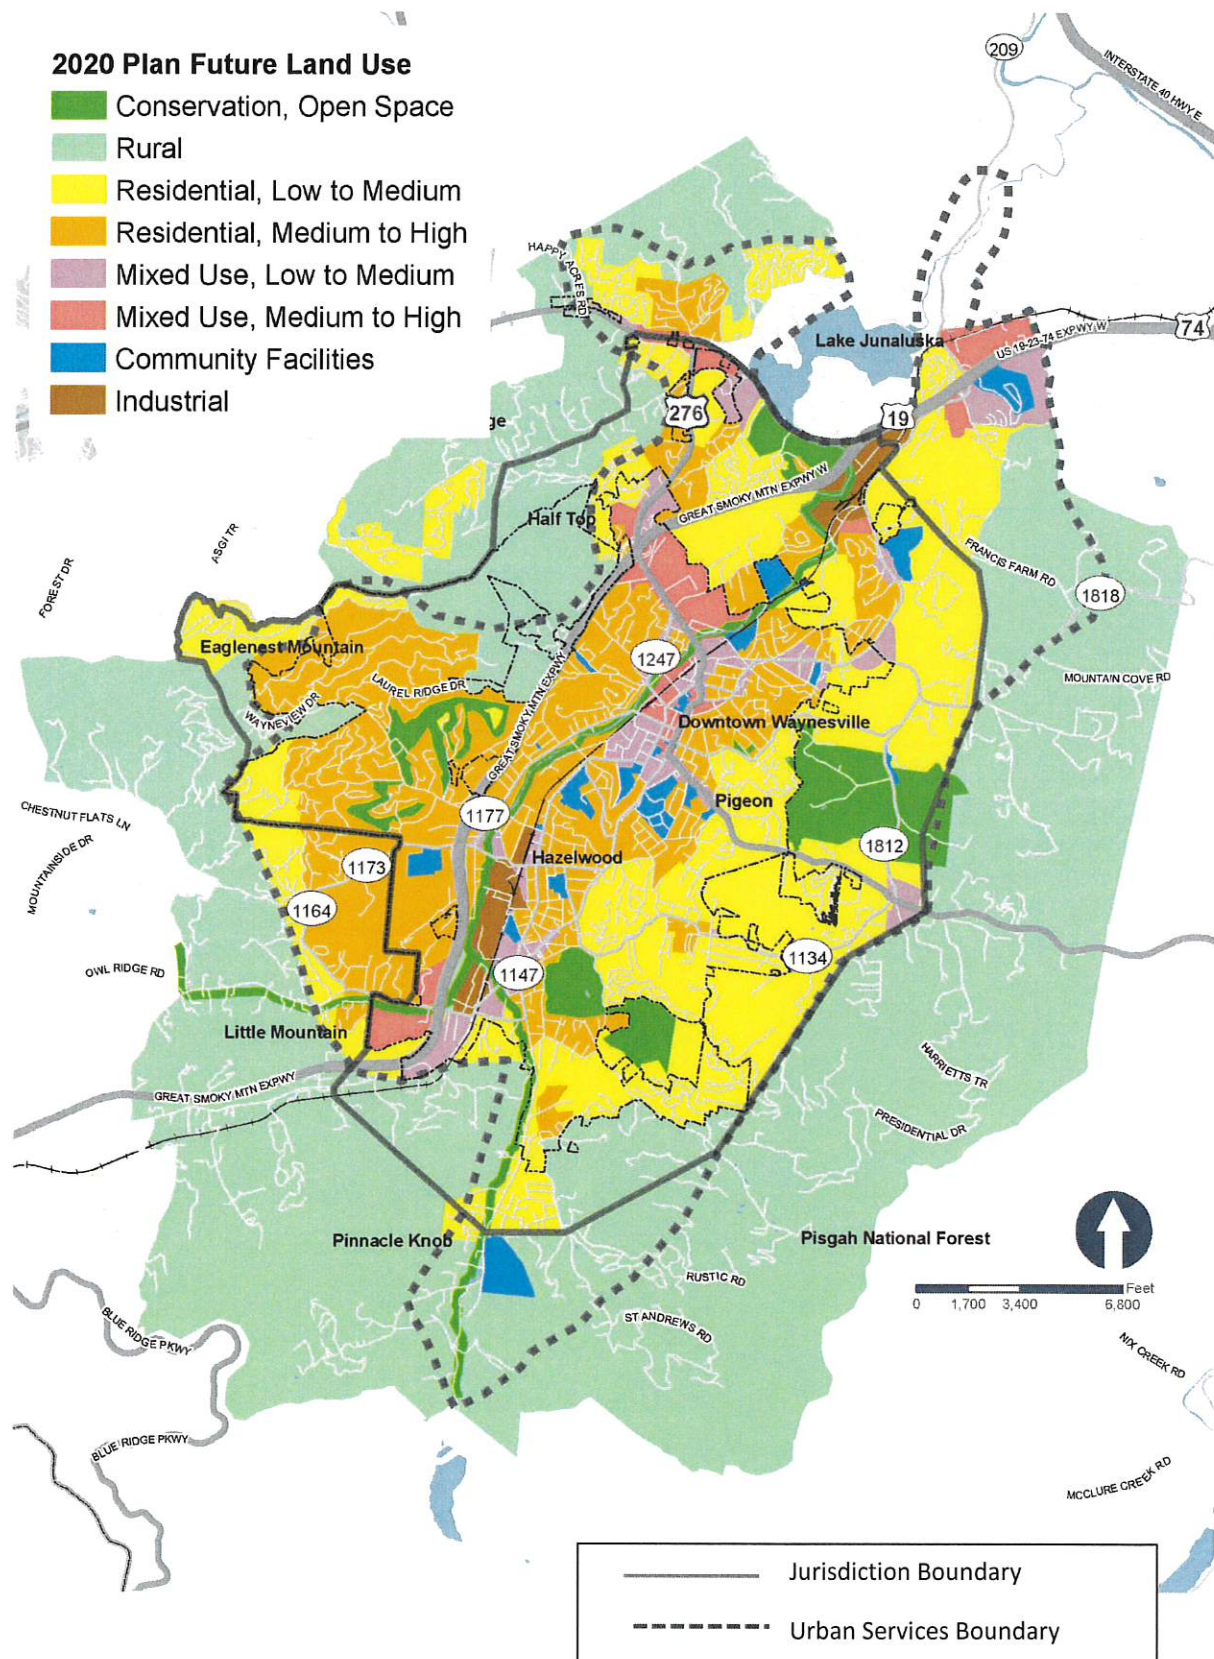 2020 Plan Future Land Use
Conservation, Open Space
Rural
Residential, Low to Medium
Residential, Medium to High
Mixed Use, Low to Medium
Mixed Use, Medium to High
Community Facilities
Industrial
209
INTERSTATE 40 HWY E
HAPPY ACRES RD
Lake Junaluska
US 19-23-74 EXPWY W
74
276
19
ge
GREAT SMOKY MTN EXPWY W
Half Top
FRANCIS FARM RD
ASGI TR
FOREST DR
1818
Eaglenest Mountain
1247
LAUREL RIDGE DR
MOUNTAIN COVE RD
WAYNEVIEW DR
GREAT SMOKY MTN EXPWY
Downtown Waynesville
CHESTNUT FLATS LN
1177
Pigeon
MOUNTAINSIDE DR
1173
Hazelwood
1812
1164
OWL RIDGE RD
1147
1134
Little Mountain
HARRIETTS TR
GREAT SMOKY MTN EXPWY
PRESIDENTIAL DR
Pinnacle Knob
Pisgah National Forest
RUSTIC RD
Feet
0 1,700 3,400 6,800
ST ANDREWS RD
BLUE RIDGE PKWY
NIX CREEK RD
BLUE RIDGE PKWY
MCCLURE CREEK RD
Jurisdiction Boundary
Urban Services Boundary